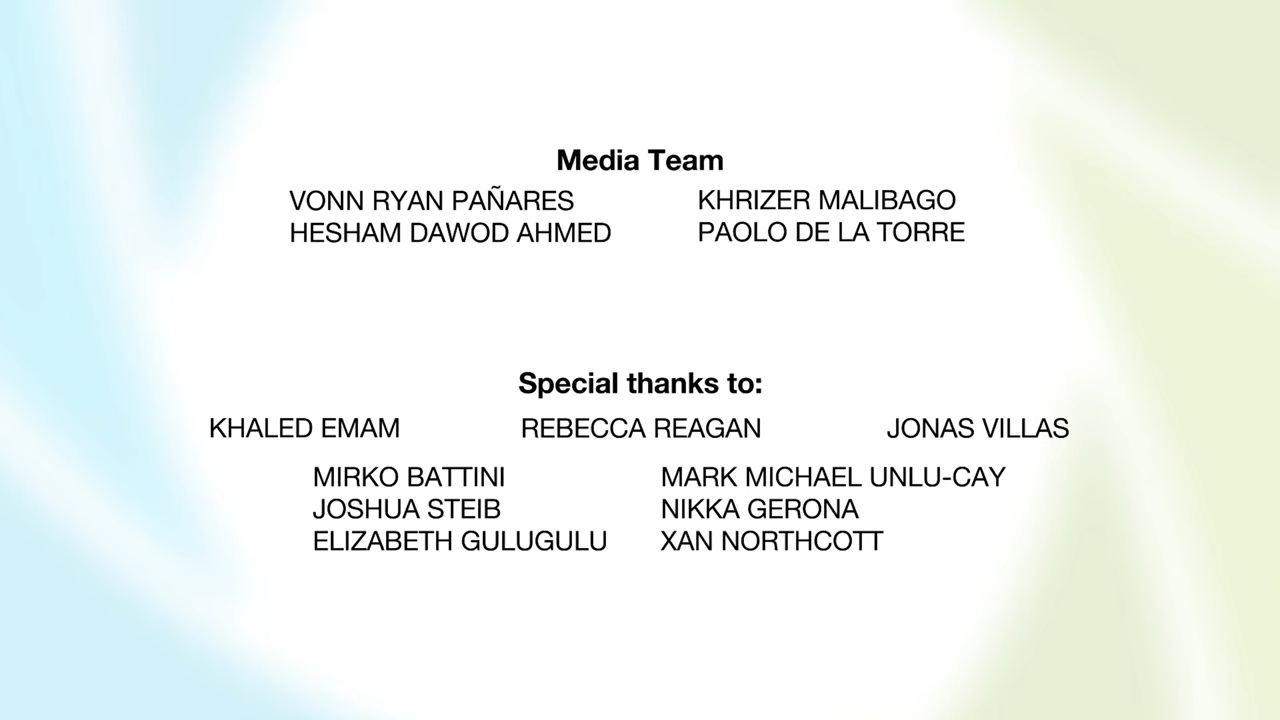 Media Team
VONN RYAN PAÑARES KHRIZER MALIBAGO
HESHAM DAWOD AHMED PAOLO DE LA TORRE
Special thanks to:
KHALED EMAM REBECCA REAGAN JONAS VILLAS
MIRKO BATTINI MARK MICHAEL UNLU-CAY
JOSHUA STEIB NIKKA GERONA
ELIZABETH GULUGULU XAN NORTHCOTT